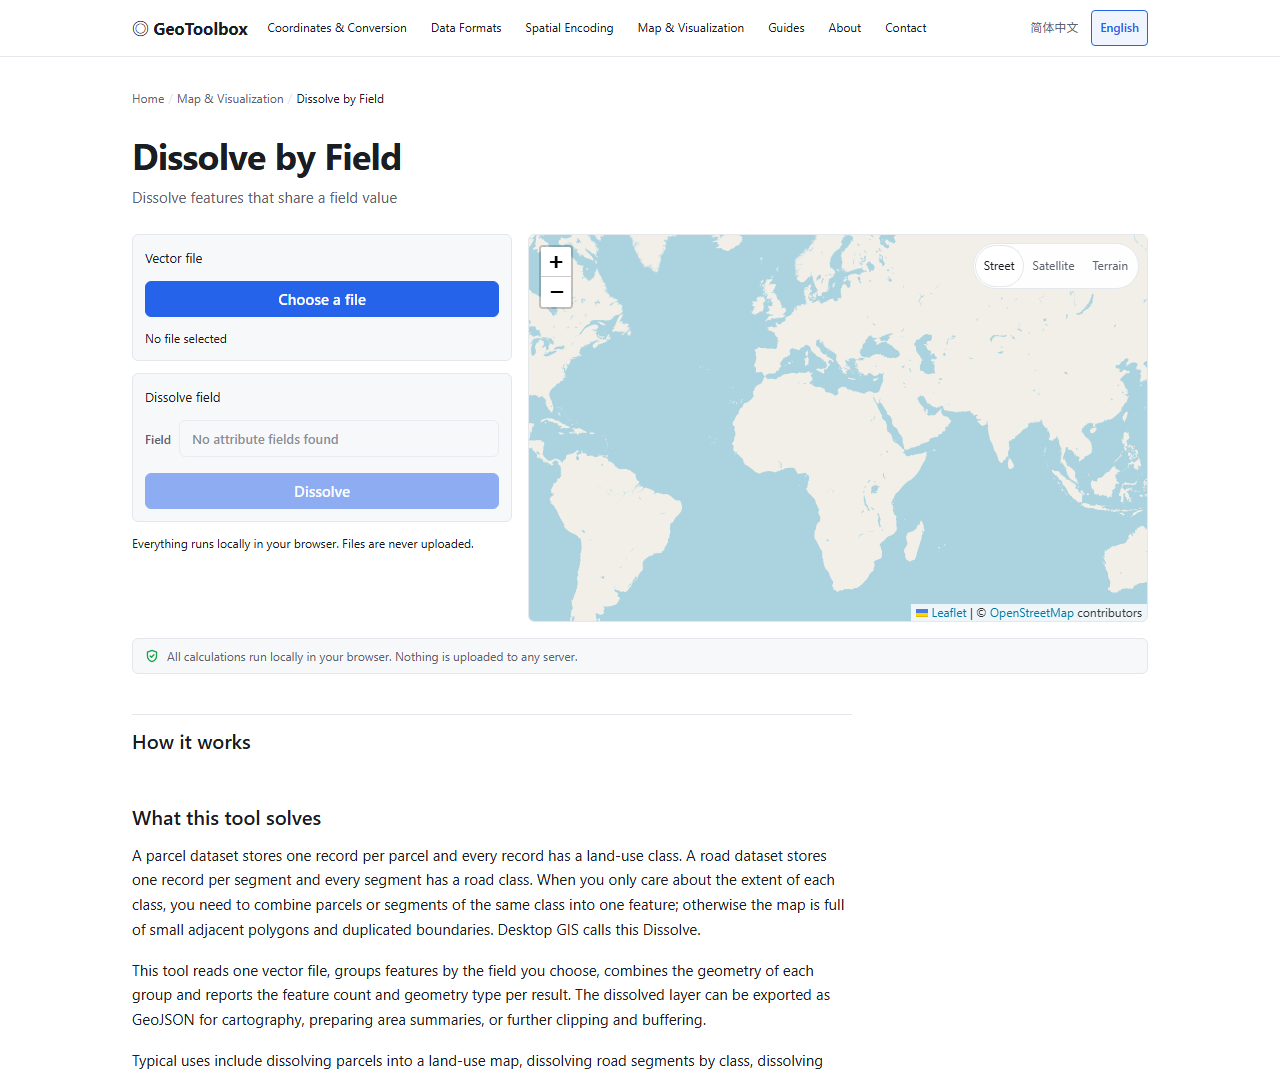 GeoToolbox
Coordinates & Conversion
Data Formats
Spatial Encoding
Map & Visualization
Guides
About
Contact
简体中文
English
Home / Map & Visualization / Dissolve by Field
Dissolve by Field
Dissolve features that share a field value
Vector file
Choose a file
No file selected
Dissolve field
Field
No attribute fields found
Dissolve
Everything runs locally in your browser. Files are never uploaded.
+
−
Street
Satellite
Terrain
Leaflet | © OpenStreetMap contributors
All calculations run locally in your browser. Nothing is uploaded to any server.
How it works
What this tool solves
A parcel dataset stores one record per parcel and every record has a land-use class. A road dataset stores
one record per segment and every segment has a road class. When you only care about the extent of each
class, you need to combine parcels or segments of the same class into one feature; otherwise the map is full
of small adjacent polygons and duplicated boundaries. Desktop GIS calls this Dissolve.
This tool reads one vector file, groups features by the field you choose, combines the geometry of each
group and reports the feature count and geometry type per result. The dissolved layer can be exported as
GeoJSON for cartography, preparing area summaries, or further clipping and buffering.
Typical uses include dissolving parcels into a land-use map, dissolving road segments by class, dissolving